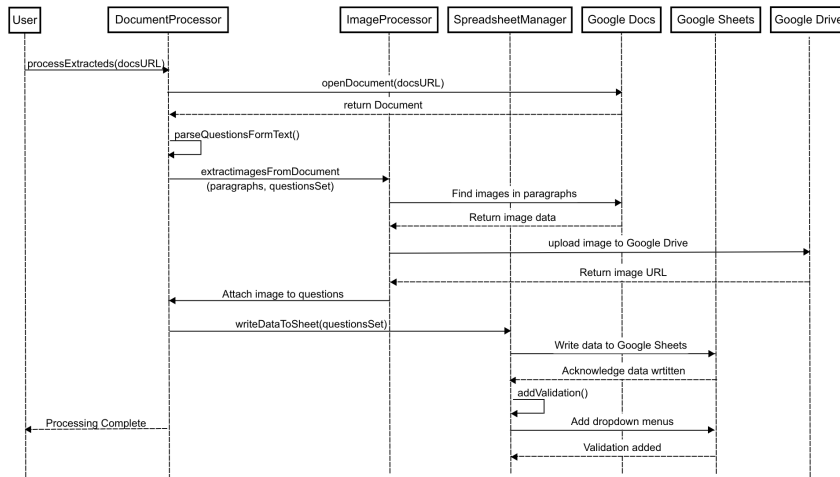 User
DocumentProcessor
ImageProcessor
SpreadsheetManager
Google Docs
Google Sheets
Google Drive
processExtracteds(docsURL)
openDocument(docsURL)
return Document
parseQuestionsFormText()
extractimagesFromDocument
(paragraphs, questionsSet)
Find images in paragraphs
Return image data
upload image to Google Drive
Return image URL
Attach image to questions
writeDataToSheet(questionsSet)
Write data to Google Sheets
Acknowledge data wrtitten
addValidation()
Processing Complete
Add dropdown menus
Validation added